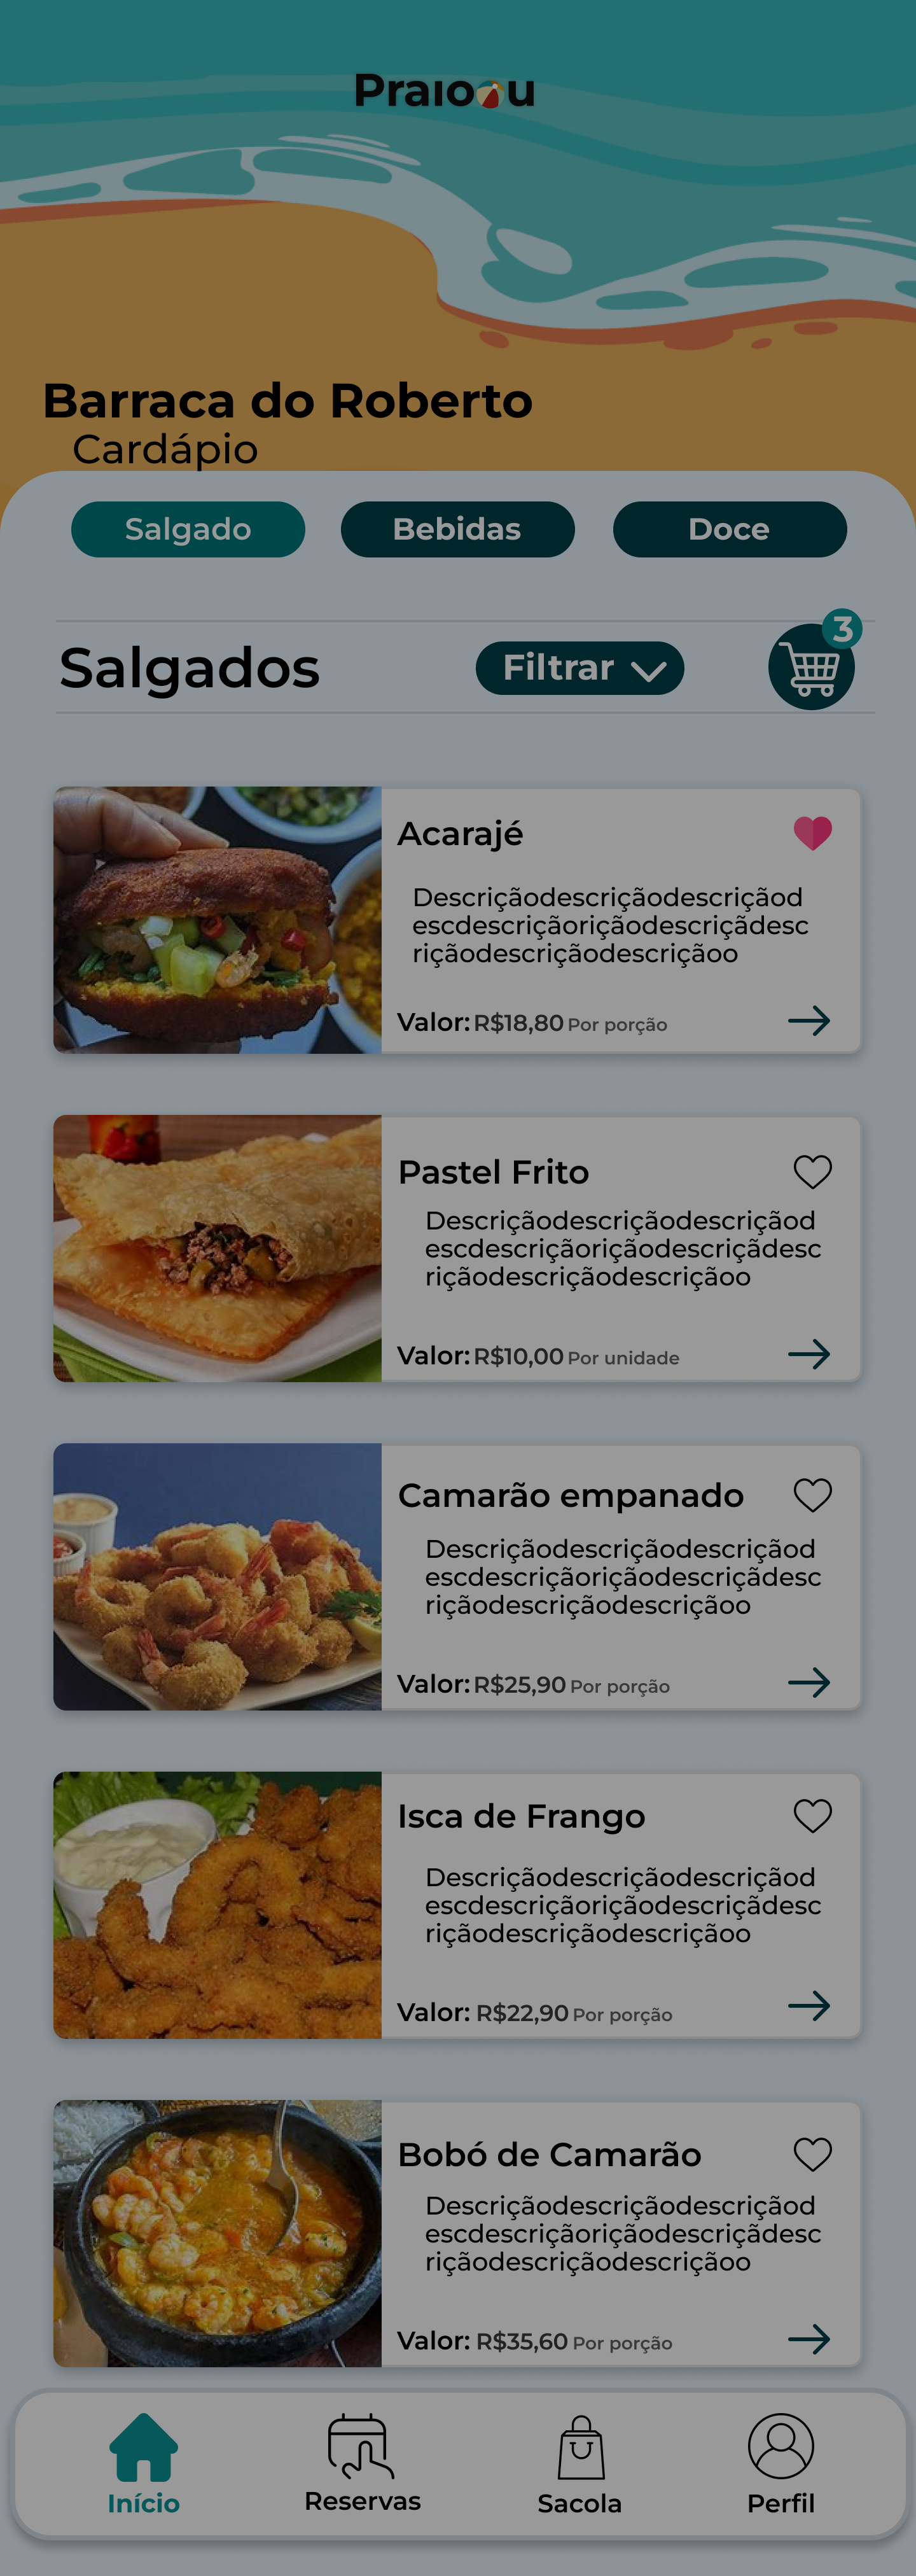 Praiou
Barraca do Roberto
Cardápio
Salgado
Bebidas
Doce
Salgados
Filtrar
3
Acarajé
Descriçãodescriçãodescriçãod
escdescriçãoriçãodescriçãdesc
riçãodescriçãodescriçãoo
Valor: R$18,80 Por porção
Pastel Frito
Descriçãodescriçãodescriçãod
escdescriçãoriçãodescriçãdesc
riçãodescriçãodescriçãoo
Valor: R$10,00 Por unidade
Camarão empanado
Descriçãodescriçãodescriçãod
escdescriçãoriçãodescriçãdesc
riçãodescriçãodescriçãoo
Valor: R$25,90 Por porção
Isca de Frango
Descriçãodescriçãodescriçãod
escdescriçãoriçãodescriçãdesc
riçãodescriçãodescriçãoo
Valor: R$22,90 Por porção
Bobó de Camarão
Descriçãodescriçãodescriçãod
escdescriçãoriçãodescriçãdesc
riçãodescriçãodescriçãoo
Valor: R$35,60 Por porção
Início
Reservas
Sacola
Perfil